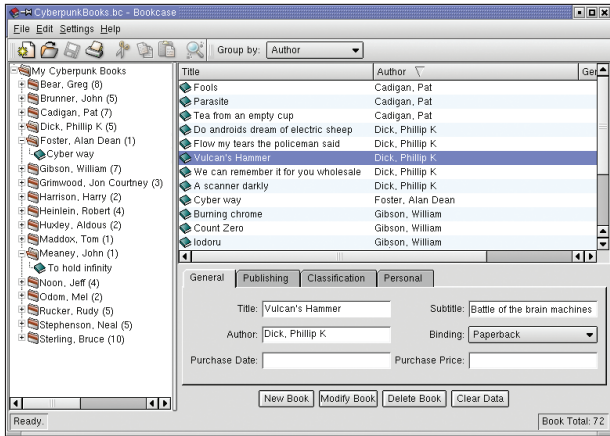 CyberpunkBooks.bc - Bookcase
File Edit Settings Help
Group by: Author
My Cyberpunk Books
Bear, Greg (8)
Brunner, John (5)
Cadigan, Pat (7)
Dick, Phillip K (5)
Foster, Alan Dean (1)
Cyber way
Gibson, William (7)
Grimwood, Jon Courtney (3)
Harrison, Harry (2)
Heinlein, Robert (4)
Huxley, Aldous (2)
Maddox, Tom (1)
Meaney, John (1)
To hold infinity
Noon, Jeff (4)
Odom, Mel (2)
Rucker, Rudy (5)
Stephenson, Neal (5)
Sterling, Bruce (10)
Title Author Ger
Fools Cadigan, Pat
Parasite Cadigan, Pat
Tea from an empty cup Cadigan, Pat
Do androids dream of electric sheep Dick, Phillip K
Flow my tears the policeman said Dick, Phillip K
Vulcan's Hammer Dick, Phillip K
We can remember it for you wholesale Dick, Phillip K
A scanner darkly Dick, Phillip K
Cyber way Foster, Alan Dean
Burning chrome Gibson, William
Count Zero Gibson, William
Iodoru Gibson, William
General Publishing Classification Personal
Title: Vulcan's Hammer Subtitle: Battle of the brain machines
Author: Dick, Phillip K Binding: Paperback
Purchase Date: Purchase Price:
New Book Modify Book Delete Book Clear Data
Ready. Book Total: 72